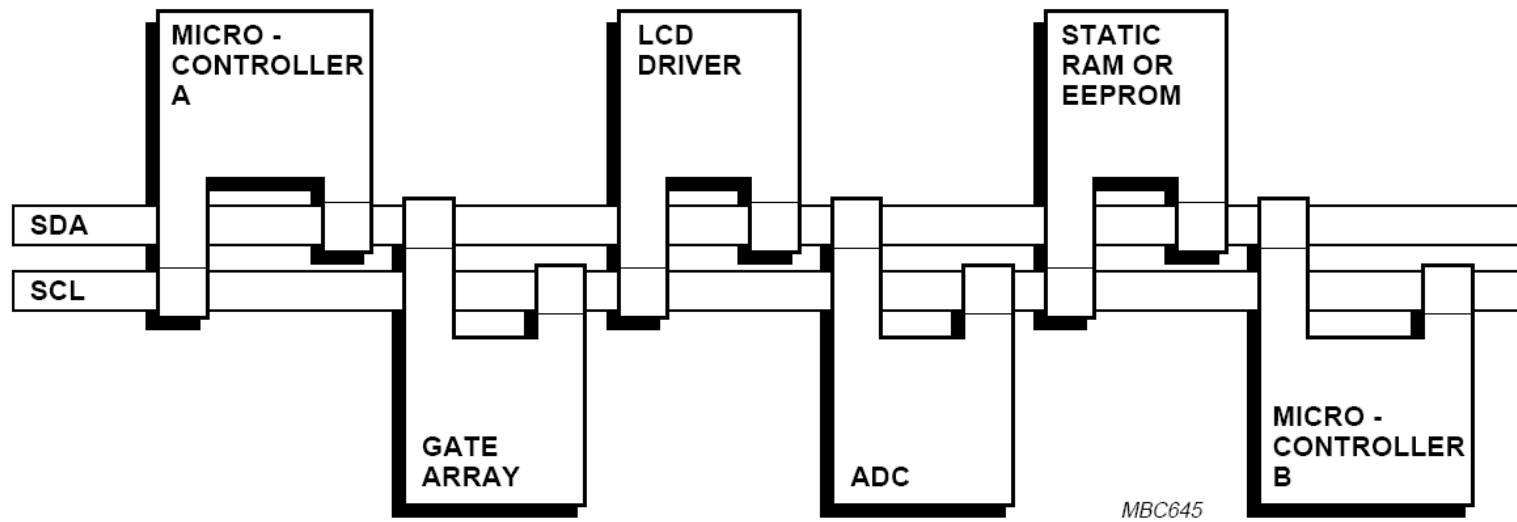 MICRO -
CONTROLLER
A
LCD
DRIVER
STATIC
RAM OR
EEPROM
SDA
SCL
GATE
ARRAY
ADC
MICRO -
CONTROLLER
B
MBC645